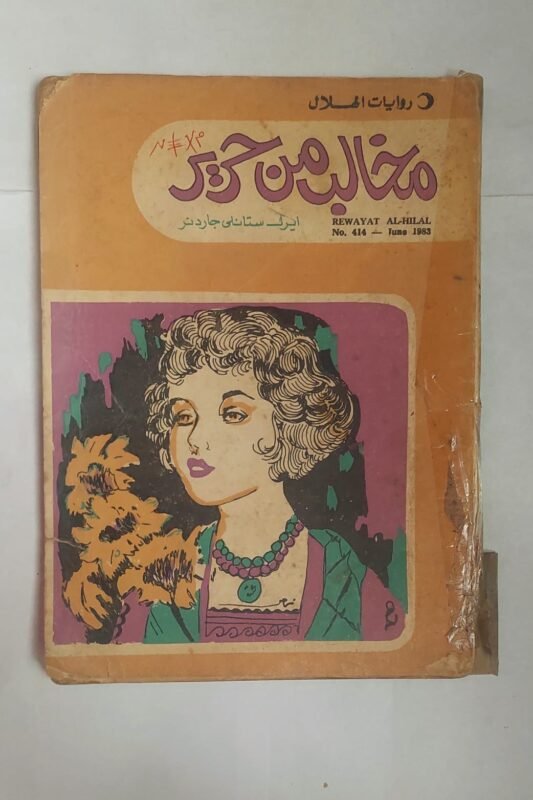 روايات الهلال
مخالب من حرير
ايرل ستانلي جاردنر
REWAYAT AL-HILAL
No. 414 — June 1983